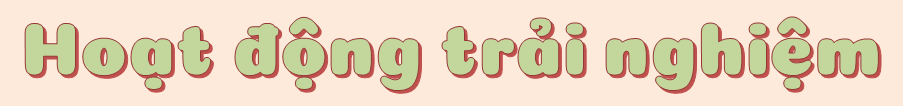 Hoạt động trải nghiệm